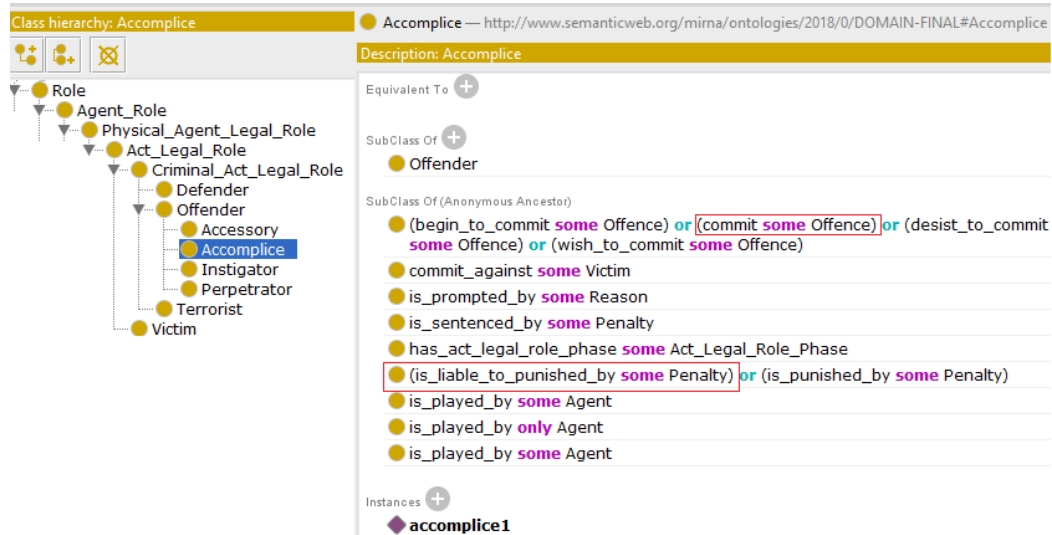 Class hierarchy: Accomplice
Role
Agent_Role
Physical_Agent_Legal_Role
Act_Legal_Role
Criminal_Act_Legal_Role
Defender
Offender
Accessory
Accomplice
Instigator
Perpetrator
Terrorist
Victim
Accomplice — http://www.semanticweb.org/mirna/ontologies/2018/0/DOMAIN-FINAL#Accomplice
Description: Accomplice
Equivalent To
SubClass Of
Offender
SubClass Of (Anonymous Ancestor)
(begin_to_commit some Offence) or (commit some Offence) or (desist_to_commit
some Offence) or (wish_to_commit some Offence)
commit_against some Victim
is_prompted_by some Reason
is_sentenced_by some Penalty
has_act_legal_role_phase some Act_Legal_Role_Phase
(is_liable_to_punished_by some Penalty) or (is_punished_by some Penalty)
is_played_by some Agent
is_played_by only Agent
is_played_by some Agent
Instances
accomplice1